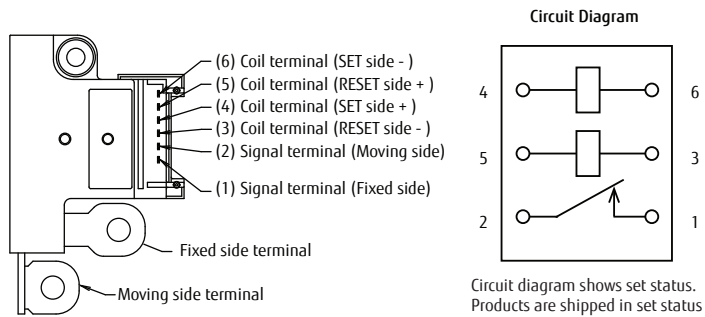 Circuit Diagram
(6) Coil terminal (SET side - )
(5) Coil terminal (RESET side + )
(4) Coil terminal (SET side + )
(3) Coil terminal (RESET side - )
(2) Signal terminal (Moving side)
(1) Signal terminal (Fixed side)
Fixed side terminal
Moving side terminal
4 6
5 3
2 1
Circuit diagram shows set status.
Products are shipped in set status